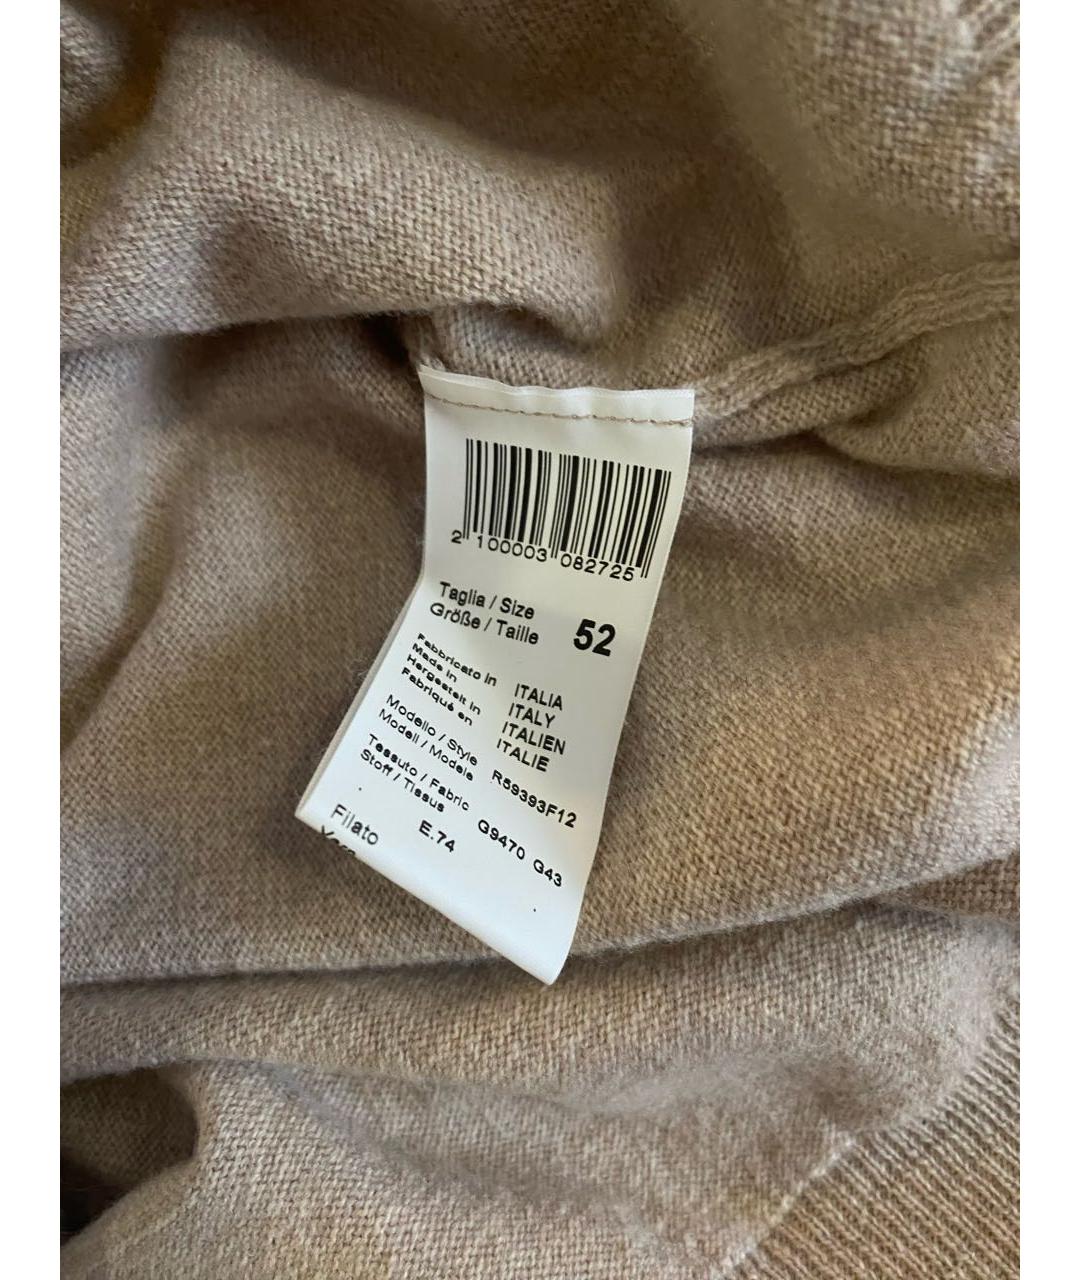 2 100003 082725
Taglia / Size
Größe / Taille
52
Fabbricato in ITALIA
Made in ITALY
Hergestelt in ITALIEN
Fabriqué en ITALIE
Modello / Style
Modell / Modele
R59393F12
Tessuto / Fabric
Stoff / Tissus
G9470 G43
E.74
Filato